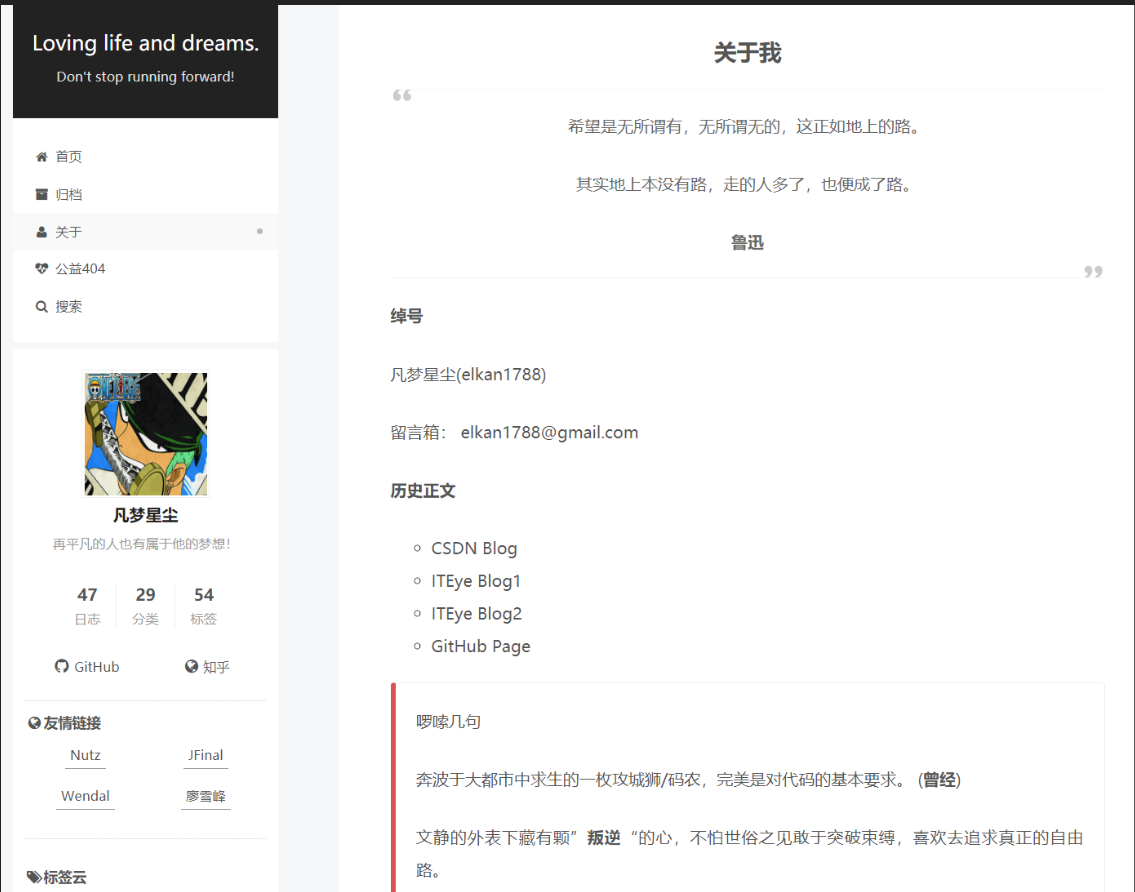 Loving life and dreams.
Don't stop running forward!
首页
归档
关于
公益404
搜索
ONE PIECE
凡梦星尘
再平凡的人也有属于他的梦想！
47 29 54
日志 分类 标签
GitHub 知乎
友情链接
Nutz JFinal
Wendal 廖雪峰
标签云
关于我
希望是无所谓有，无所谓无的，这正如地上的路。
其实地上本没有路，走的人多了，也便成了路。
鲁迅
绰号
凡梦星尘(elkan1788)
留言箱： elkan1788@gmail.com
历史正文
CSDN Blog
ITEye Blog1
ITEye Blog2
GitHub Page
啰嗦几句
奔波于大都市中求生的一枚攻城狮/码农，完美是对代码的基本要求。 (曾经)
文静的外表下藏有颗”叛逆“的心，不怕世俗之见敢于突破束缚，喜欢去追求真正的自由
路。